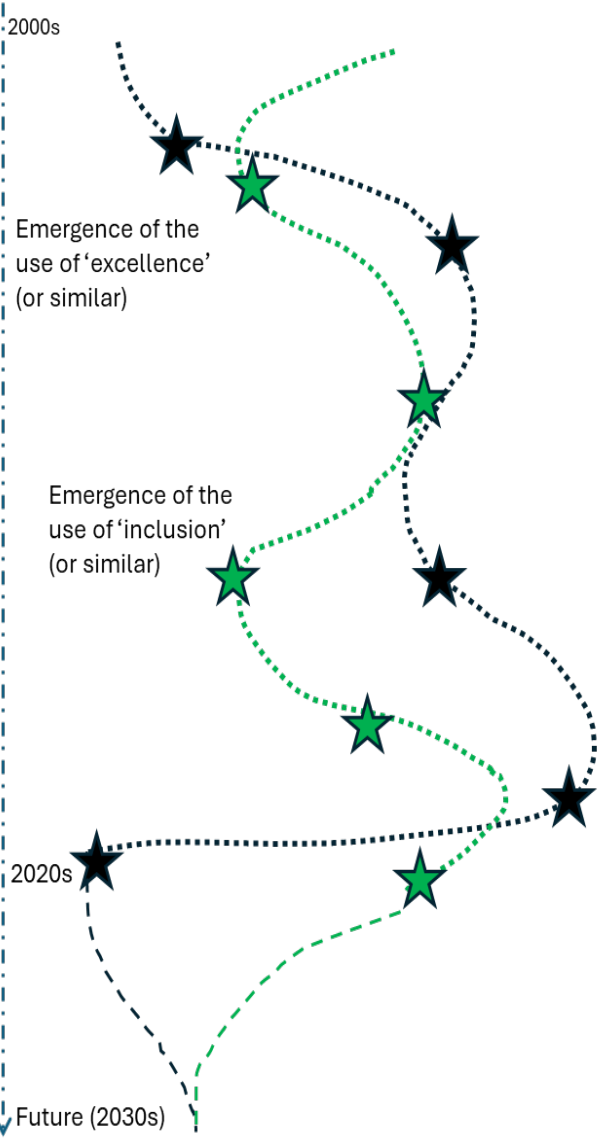 2000s
Emergence of the
use of ‘excellence’
(or similar)
Emergence of the
use of ‘inclusion’
(or similar)
2020s
Future (2030s)